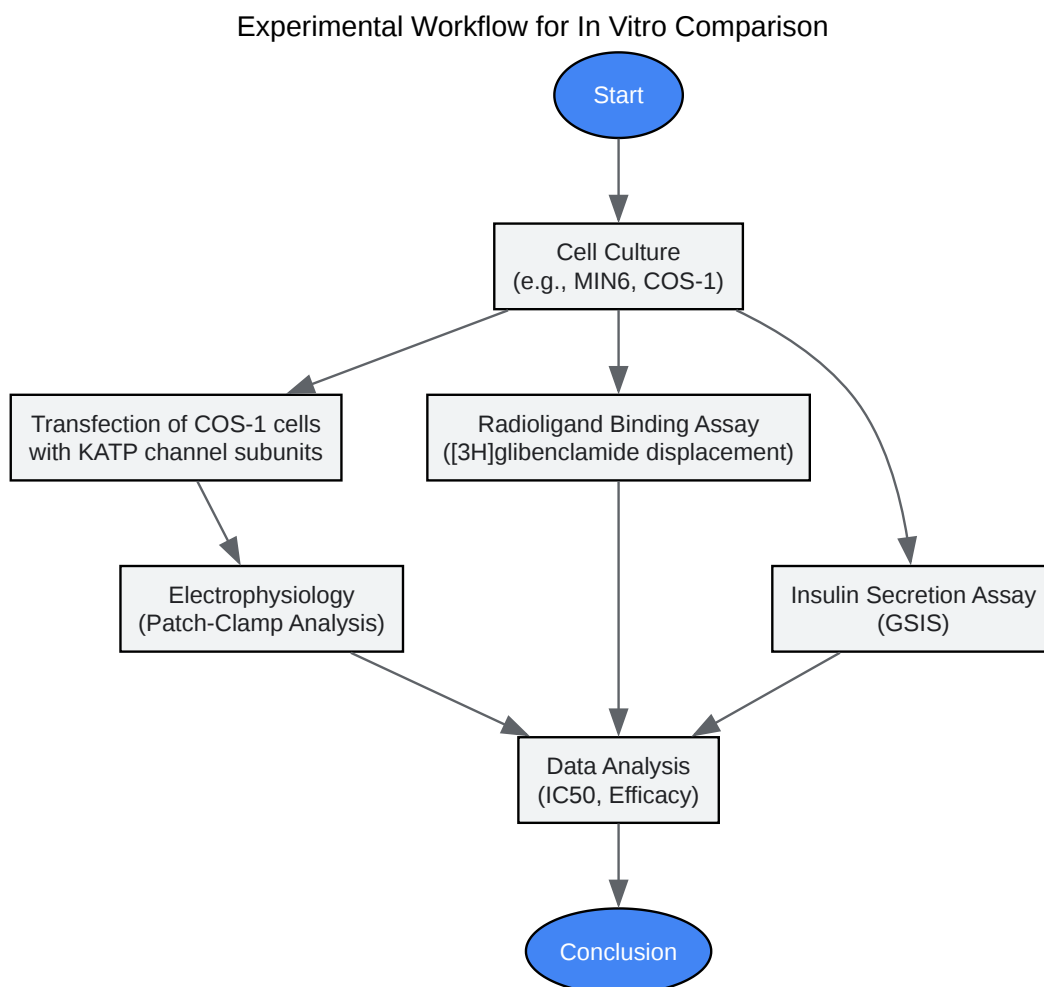 Experimental Workflow for In Vitro Comparison
Start
Cell Culture
(e.g., MIN6, COS-1)
Transfection of COS-1 cells
with KATP channel subunits
Radioligand Binding Assay
([3H]glibenclamide displacement)
Electrophysiology
(Patch-Clamp Analysis)
Insulin Secretion Assay
(GSIS)
Data Analysis
(IC50, Efficacy)
Conclusion